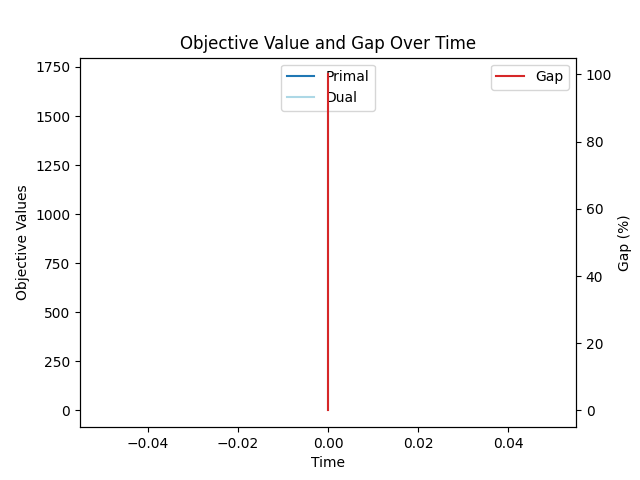 Objective Value and Gap Over Time
Primal
Dual
Gap
1750
1500
1250
1000
750
500
250
0
Objective Values
100
80
60
40
20
0
Gap (%)
−0.04
−0.02
0.00
0.02
0.04
Time